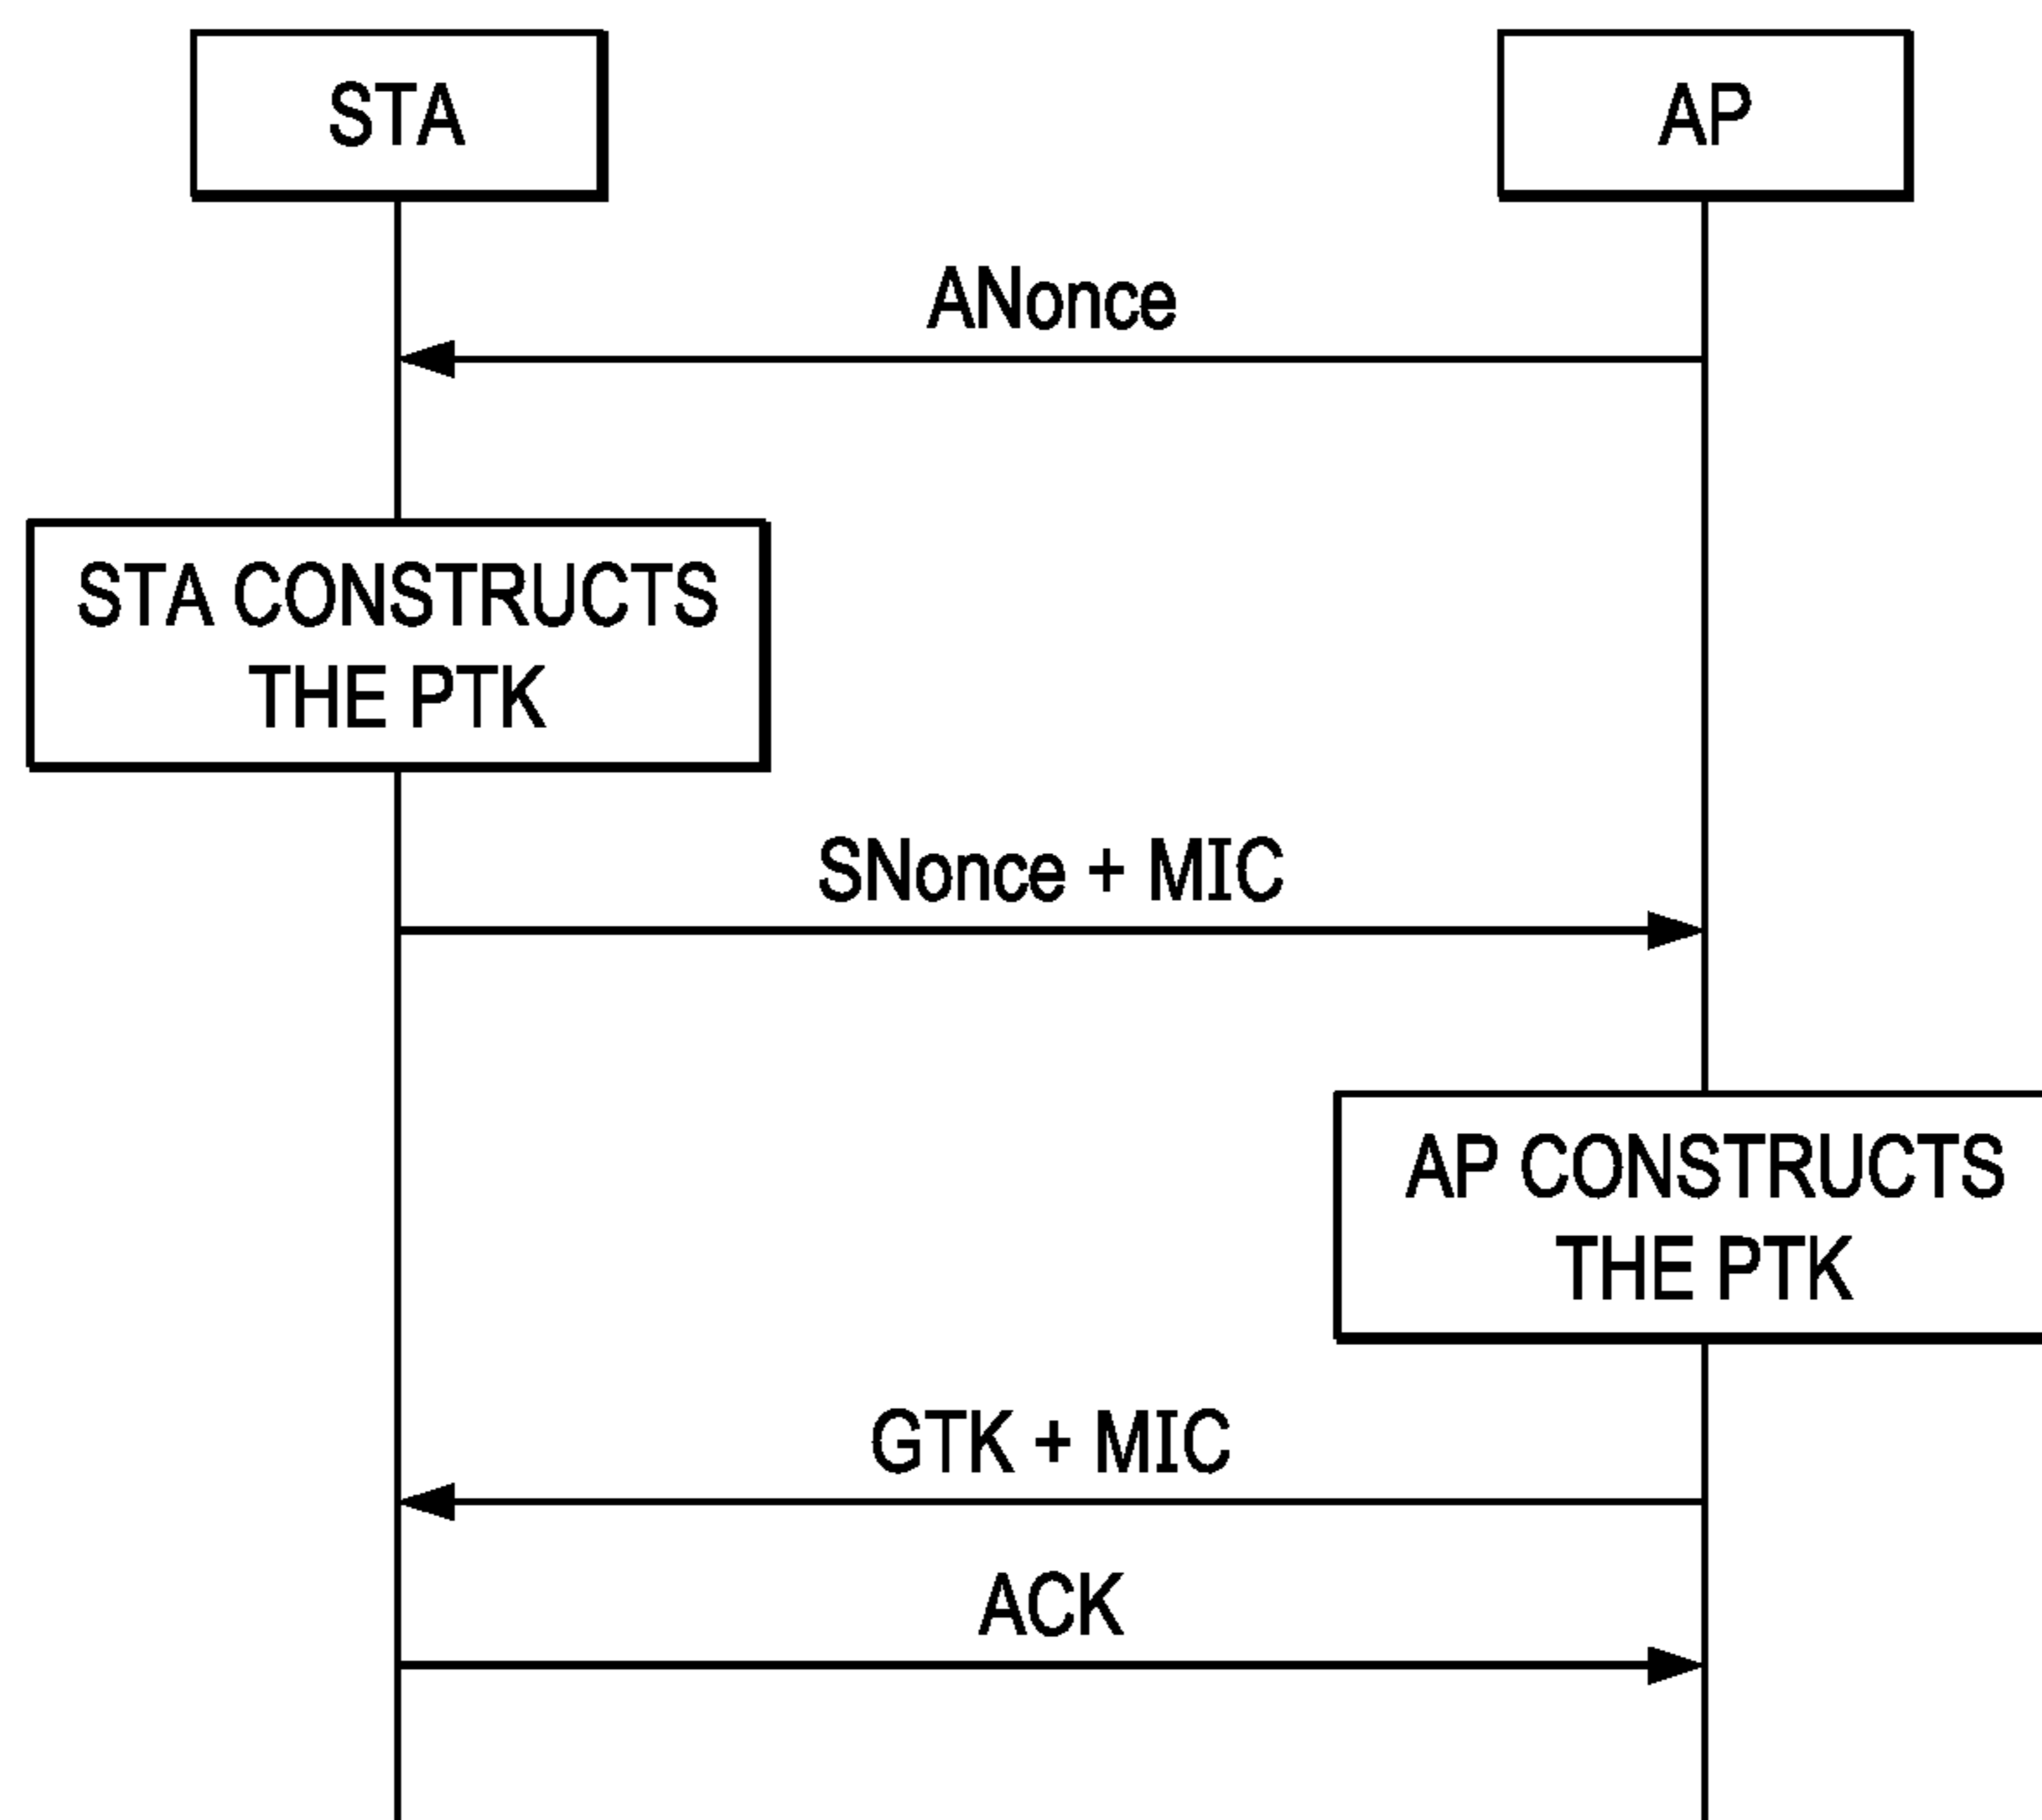 STA
AP
ANonce
STA CONSTRUCTS
THE PTK
SNonce + MIC
AP CONSTRUCTS
THE PTK
GTK + MIC
ACK